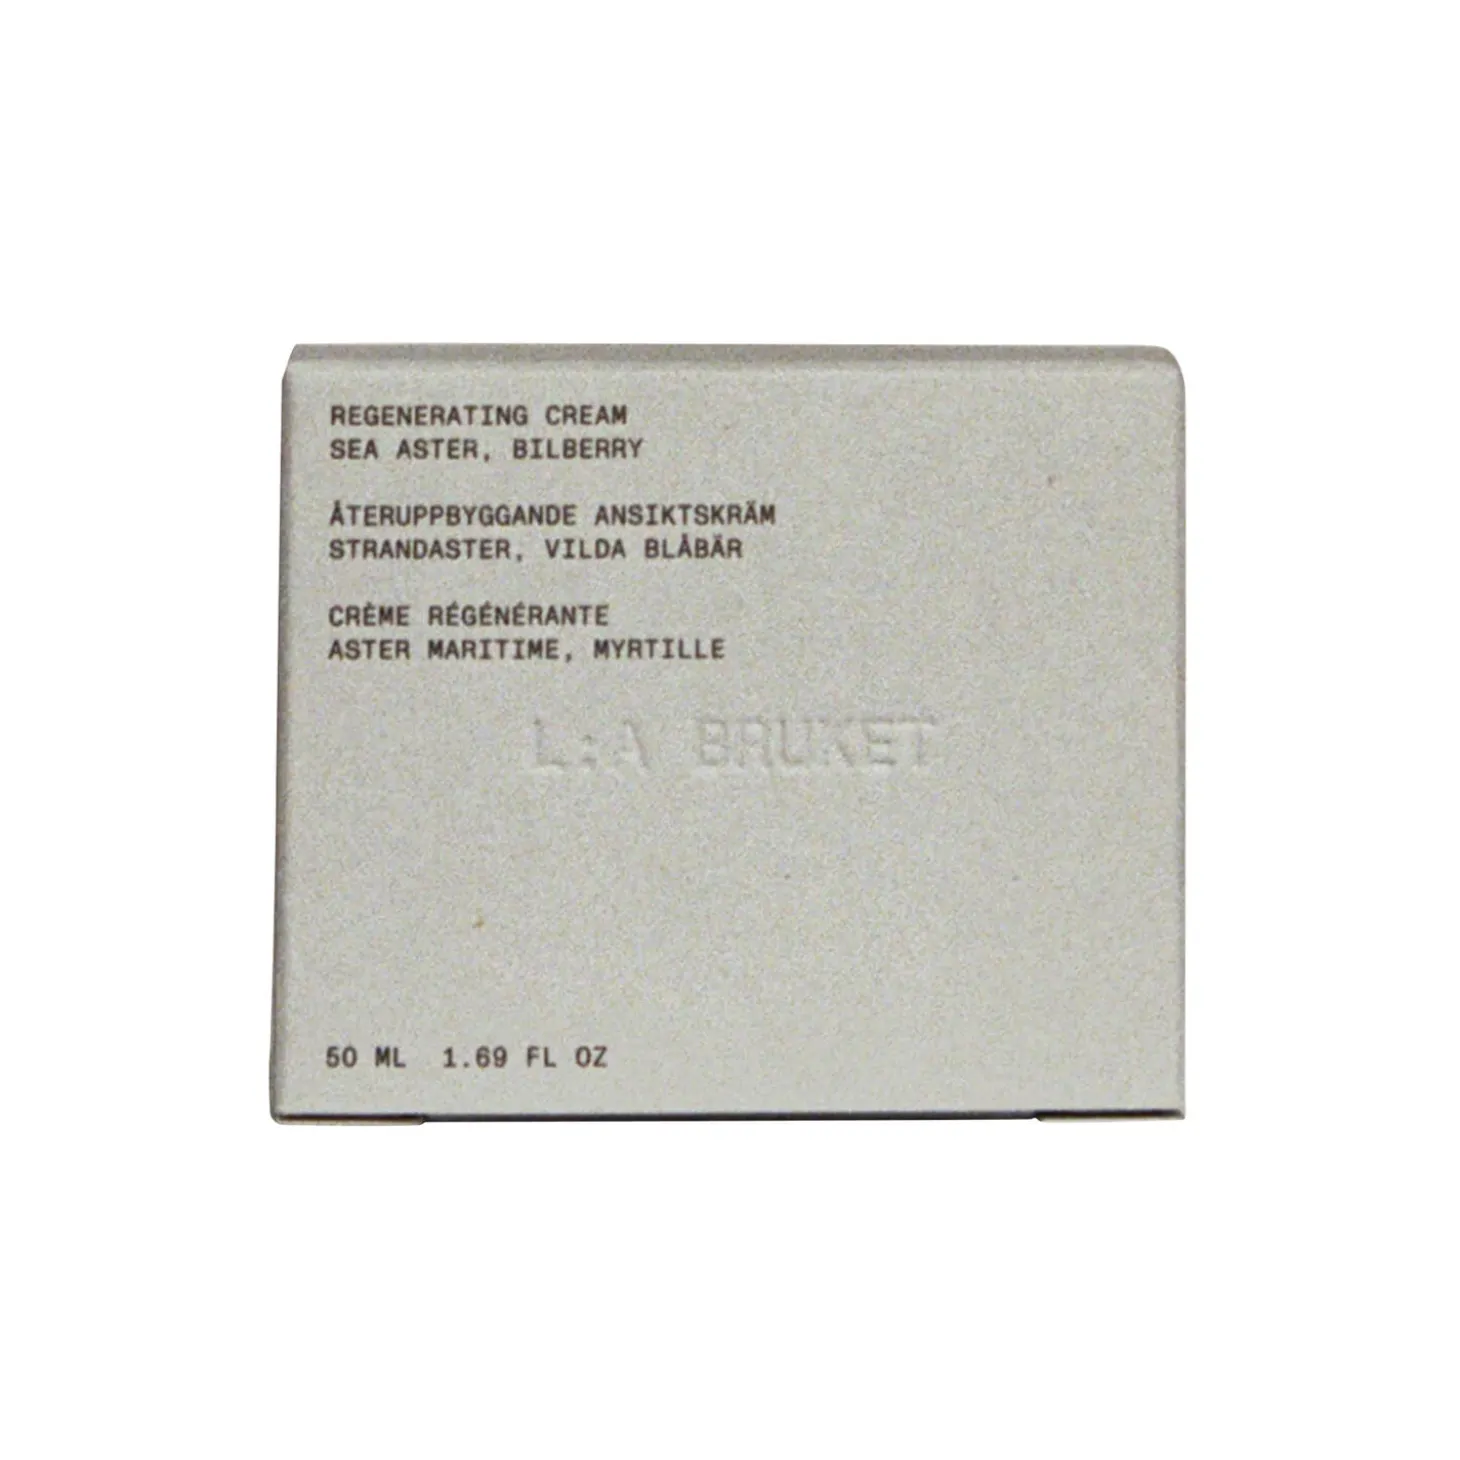 REGENERATING CREAM
SEA ASTER, BILBERRY
ÅTERUPPBYGGANDE ANSIKTSKRÄM
STRANDASTER, VILDA BLÅBÄR
CRÈME RÉGÉNÉRANTE
ASTER MARITIME, MYRTILLE
L:A BRUKET
50 ML 1.69 FL OZ